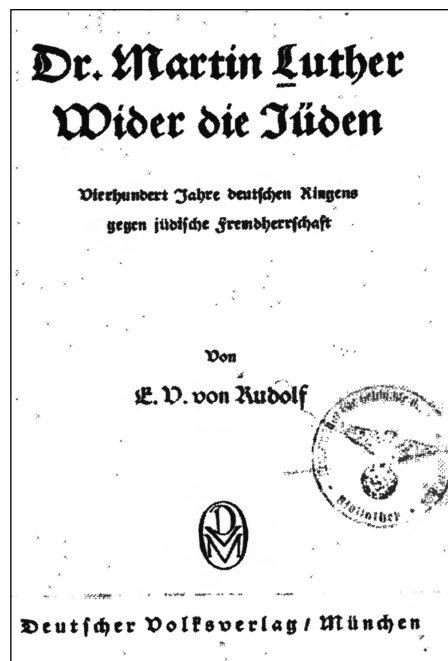 Dr. Martin Luther
Wider die Jüden
Vierhundert Jahre deutschen Ringens
gegen jüdische Fremdherrschaft
Von
E. V. von Rudolf
Bibliothek
DVM
Deutscher Volksverlag / München